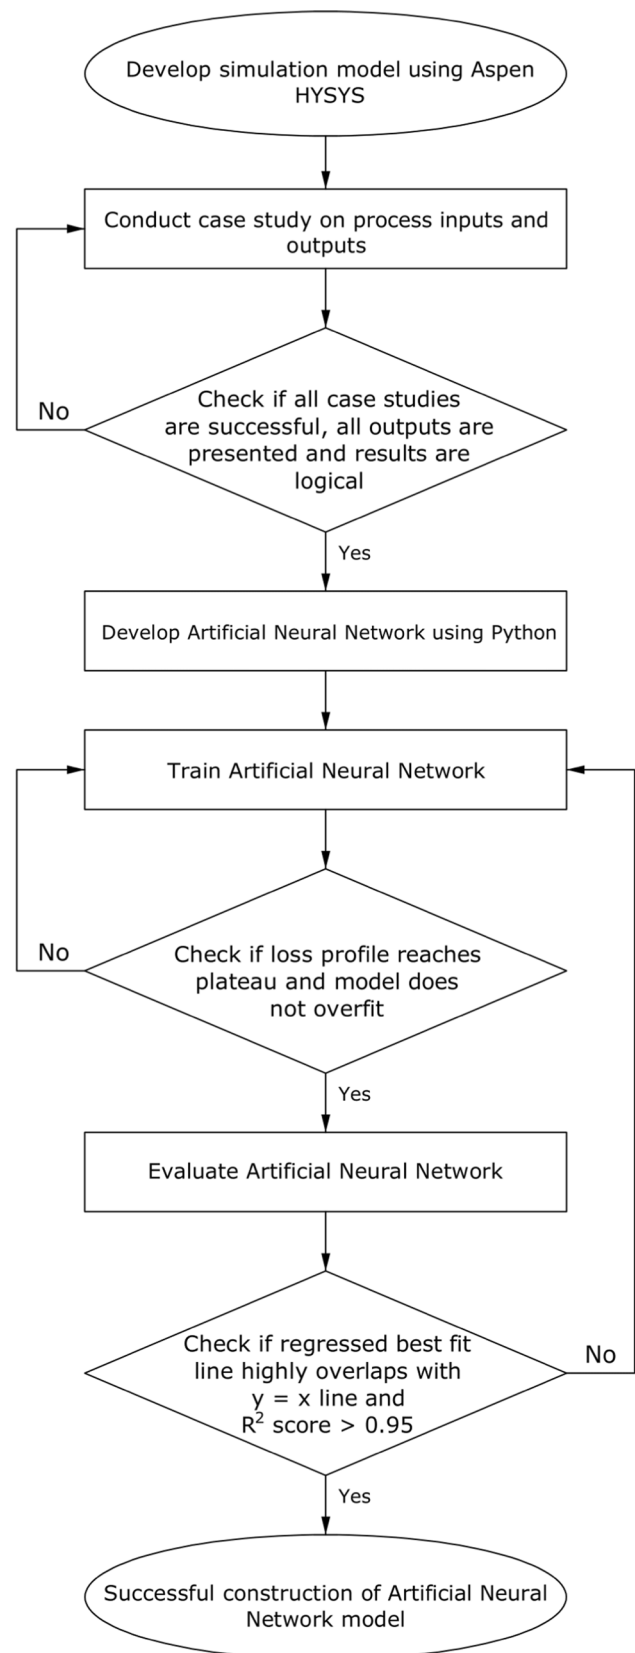 Develop simulation model using Aspen
HYSYS
Conduct case study on process inputs and
outputs
No
Check if all case studies
are successful, all outputs are
presented and results are
logical
Yes
Develop Artificial Neural Network using Python
Train Artificial Neural Network
No
Check if loss profile reaches
plateau and model does
not overfit
Yes
Evaluate Artificial Neural Network
Check if regressed best fit
line highly overlaps with
y = x line and
R² score > 0.95
No
Yes
Successful construction of Artificial Neural
Network model